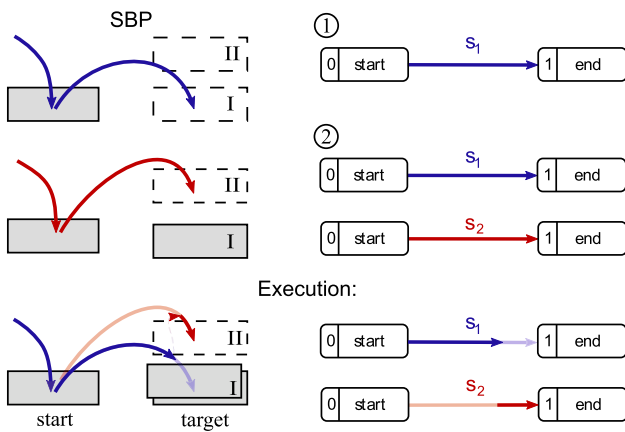 SBP
II
I
①
0 start
s1
1 end
②
II
I
0 start
s1
1 end
0 start
s2
1 end
Execution:
II
I
start
target
0 start
s1
1 end
0 start
s2
1 end